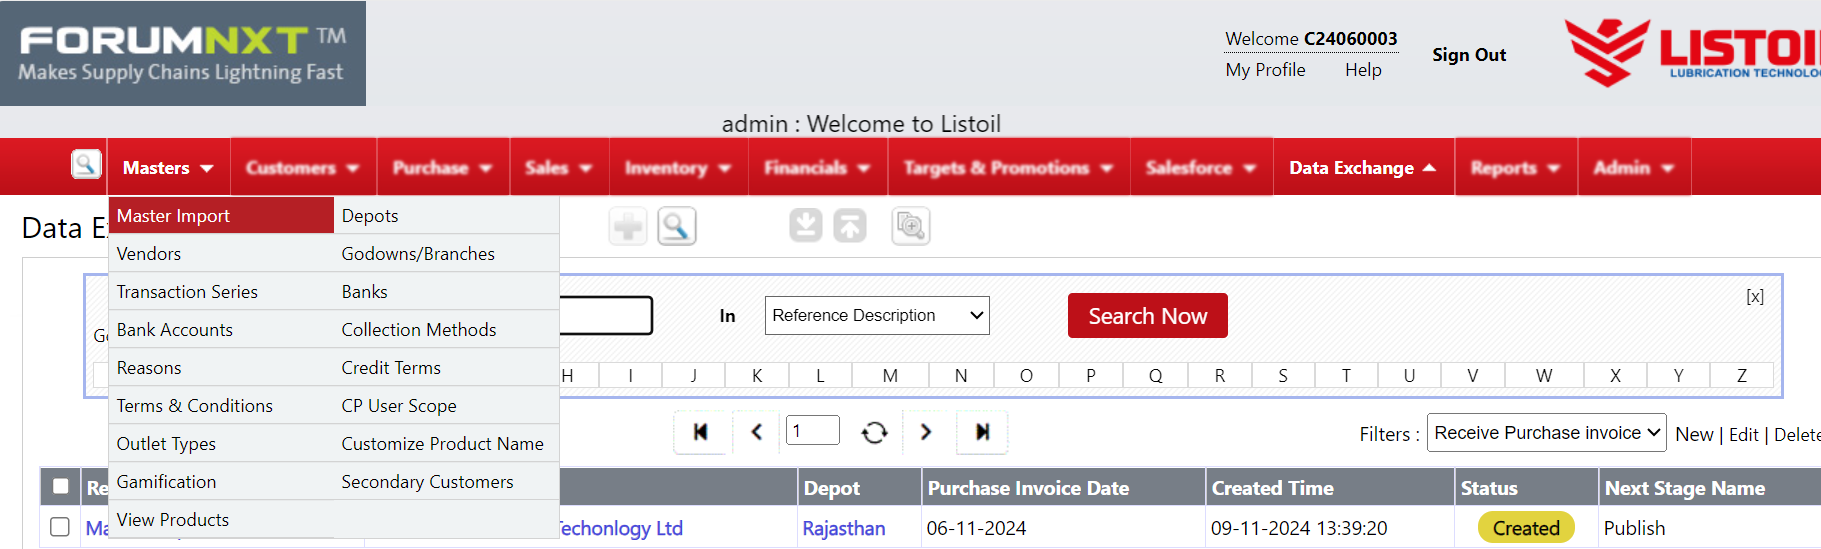 FORUMNXT™
Makes Supply Chains Lightning Fast
Welcome C24060003
My Profile Help
Sign Out
LISTOIL
LUBRICATION TECHNOLO
admin : Welcome to Listoil
Masters Customers Purchase Sales Inventory Financials Targets & Promotions Salesforce Data Exchange Reports Admin
Data E
Master Import Depots
Vendors Godowns/Branches
Transaction Series Banks
Bank Accounts Collection Methods
Reasons Credit Terms
Terms & Conditions CP User Scope
Outlet Types Customize Product Name
Gamification Secondary Customers
View Products
In Reference Description Search Now [x]
H I J K L M N O P Q R S T U V W X Y Z
1
Filters : Receive Purchase invoice New | Edit | Delete
Re Depot Purchase Invoice Date Created Time Status Next Stage Name
Ma Techonlogy Ltd Rajasthan 06-11-2024 09-11-2024 13:39:20 Created Publish